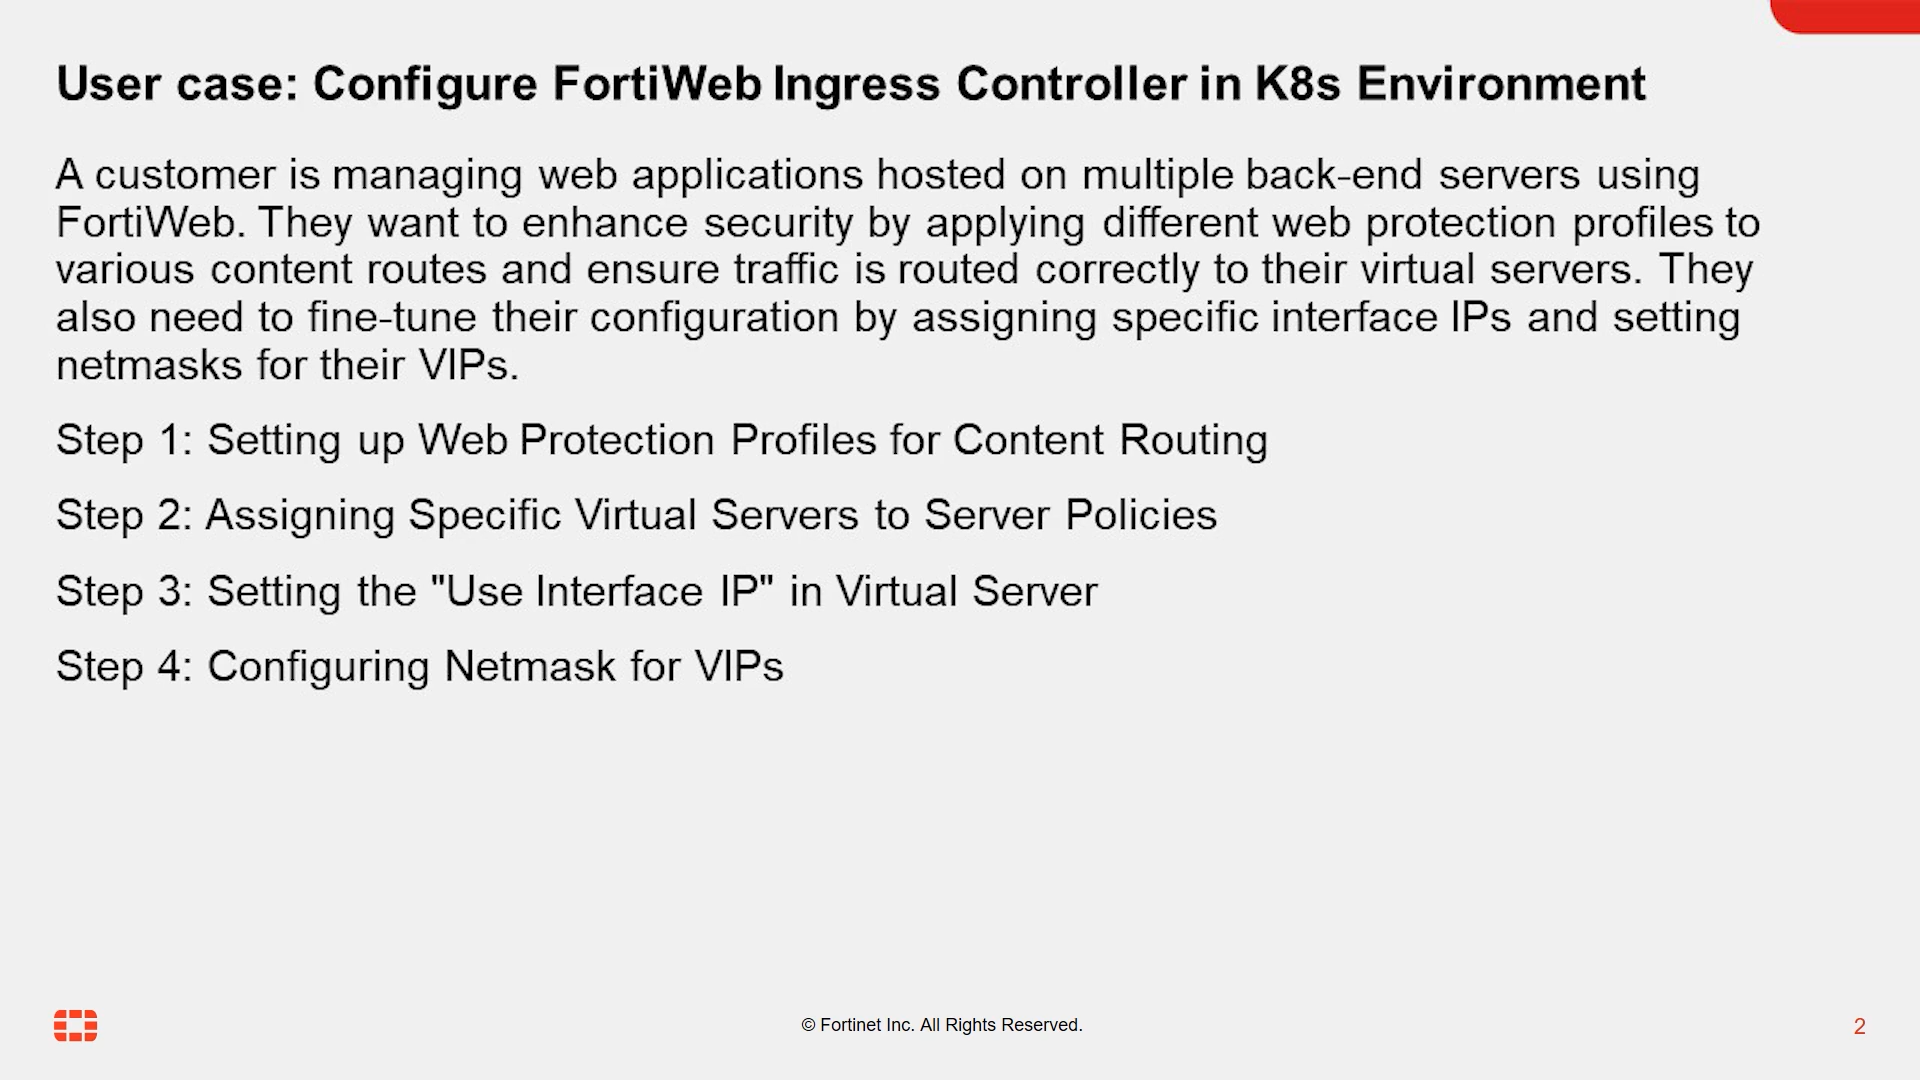 User case: Configure FortiWeb Ingress Controller in K8s Environment
A customer is managing web applications hosted on multiple back-end servers using
FortiWeb. They want to enhance security by applying different web protection profiles to
various content routes and ensure traffic is routed correctly to their virtual servers. They
also need to fine-tune their configuration by assigning specific interface IPs and setting
netmasks for their VIPs.
Step 1: Setting up Web Protection Profiles for Content Routing
Step 2: Assigning Specific Virtual Servers to Server Policies
Step 3: Setting the "Use Interface IP" in Virtual Server
Step 4: Configuring Netmask for VIPs
© Fortinet Inc. All Rights Reserved.
2